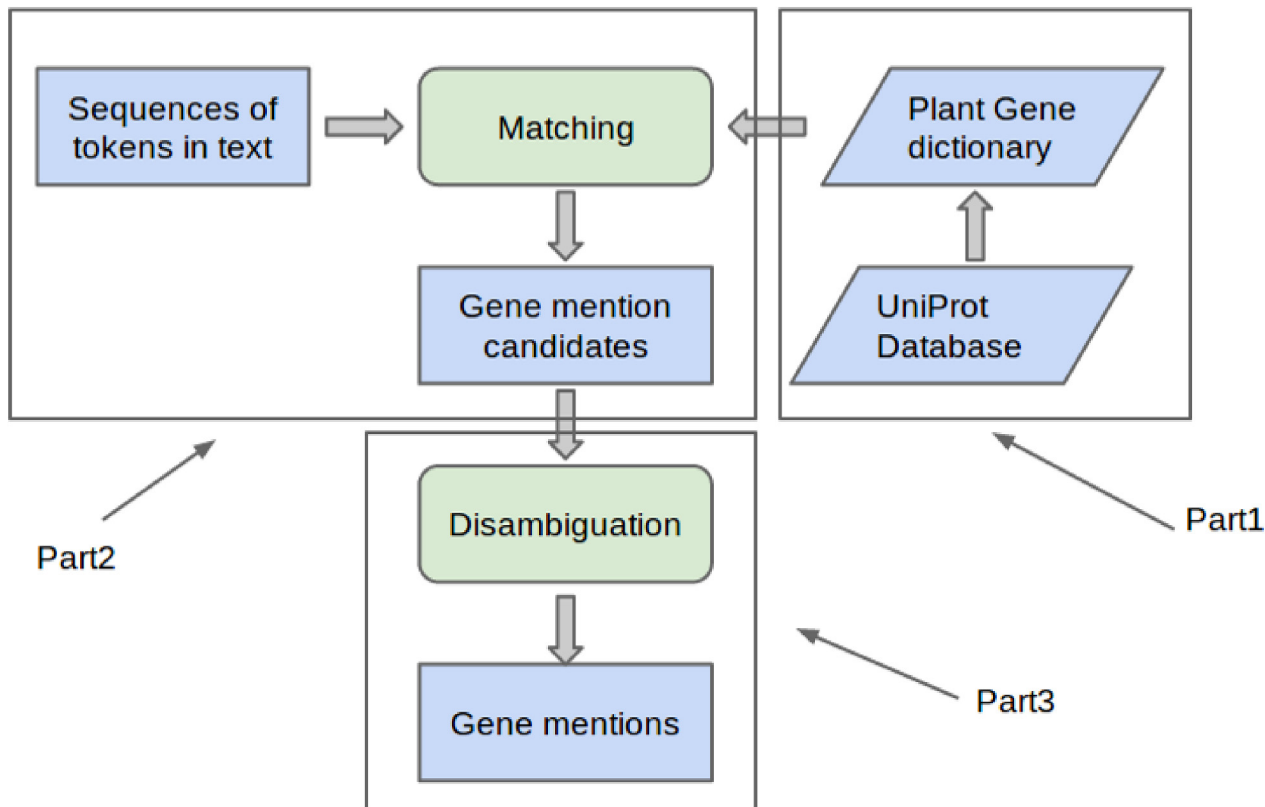 Sequences of
tokens in text
Matching
Plant Gene
dictionary
Gene mention
candidates
UniProt
Database
Part2
Disambiguation
Part1
Gene mentions
Part3